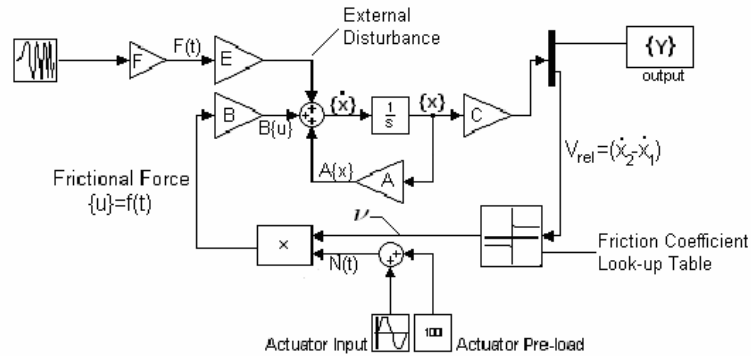 External
Disturbance
F
F(t)
E
{Y}
output
B
B{u}
{ẋ}
1/s
{x}
C
V_rel=(ẋ₂-ẋ₁)
A{x}
A
Frictional Force
{u}=f(t)
ν
×
N(t)
Friction Coefficient
Look-up Table
Actuator Input
100
Actuator Pre-load